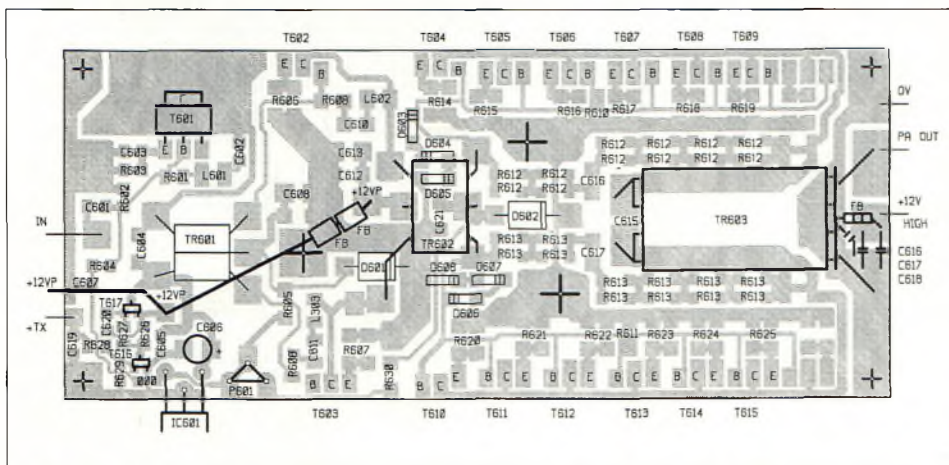 T602 T604 T605 T606 T607 T608 T609
E C B E C B E C B E C B E C B E C B E C B
R606 R608 L602 R614 R615 R616 R610 R617 R618 R619
0V
T601
C610 D603
PA OUT
C603 E B C602 C613 D604 R612 R612 R612 R612 R612
R603 R601 L601 C612 R612 R612 R612 R612 R612
R602 D605 R612 R612 C616
C601 C608 +12VP R612 R612
+12V
IN C604 TR601 FB FB C621 D602 C615 TR603 FB
HIGH
TR602 R613 R613
R604 D601 R613 R613 C617 C616
C617
+12VP C607 D608 D607 R613 R613 R613 R613 R613 C618
T617 +12VP R605 L303 D606 R613 R613 R613 R613 R613
+TX C620 R627 R626 C606
C619 R628 T616 C605 + C611 R607 R620 R621 R622 R611 R623 R624 R625
R629 P601 R608 R630
B C E B C E B C E B C E B C E B C E B C E
IC601 T603 T610 T611 T612 T613 T614 T615